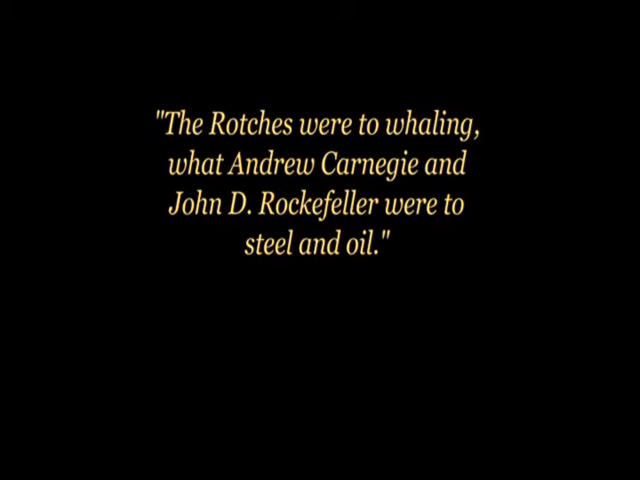 "The Rotches were to whaling,
what Andrew Carnegie and
John D. Rockefeller were to
steel and oil."